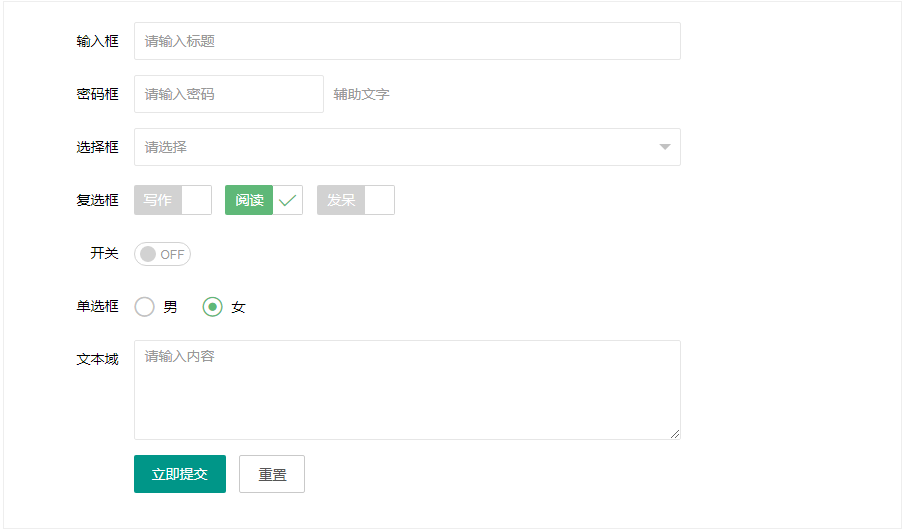 输入框 请输入标题
密码框 请输入密码 辅助文字
选择框 请选择
复选框 写作 阅读 发呆
开关 OFF
单选框 男 女
文本域 请输入内容
立即提交 重置